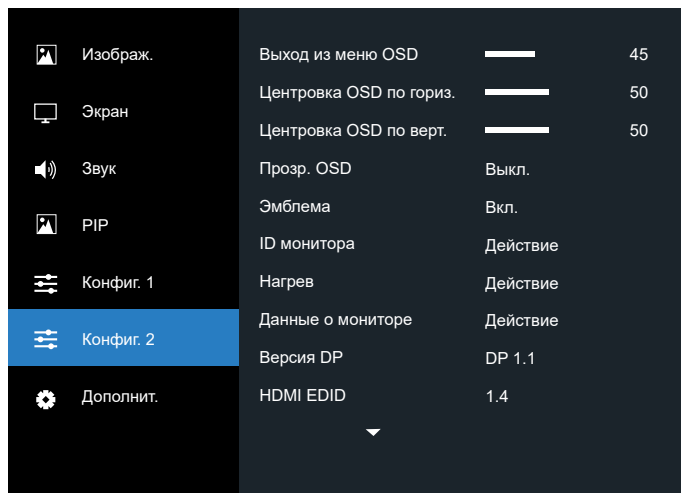 Изображ.
Экран
Звук
PIP
Конфиг. 1
Конфиг. 2
Дополнит.
Выход из меню OSD 45
Центровка OSD по гориз. 50
Центровка OSD по верт. 50
Прозр. OSD Выкл.
Эмблема Вкл.
ID монитора Действие
Нагрев Действие
Данные о мониторе Действие
Версия DP DP 1.1
HDMI EDID 1.4